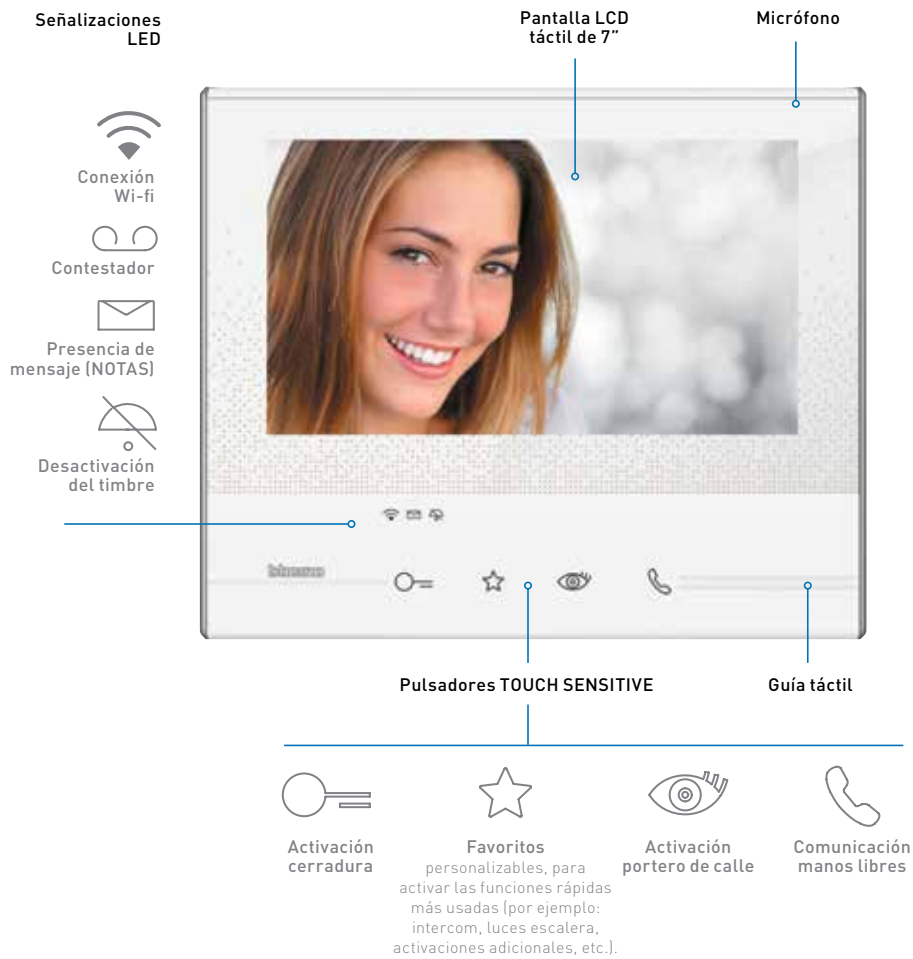 Señalizaciones
LED
Pantalla LCD
táctil de 7”
Micrófono
Conexión
Wi-fi
Contestador
Presencia de
mensaje (NOTAS)
Desactivación
del timbre
Pulsadores TOUCH SENSITIVE
Guía táctil
Activación
cerradura
Favoritos
personalizables, para
activar las funciones rápidas
más usadas (por ejemplo:
intercom, luces escalera,
activaciones adicionales, etc.).
Activación
portero de calle
Comunicación
manos libres